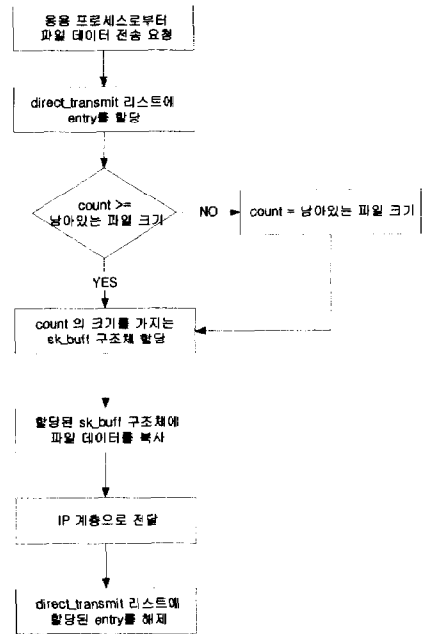 응용 프로세스로부터
파일 데이터 전송 요청
direct_transmit 리스트에
entry를 할당
count >=
남아있는 파일 크기
NO
count = 남아있는 파일 크기
YES
count 의 크기를 가지는
sk_buff 구조체 할당
할당된 sk_buff 구조체에
파일 데이터를 복사
IP 계층으로 전달
direct_transmit 리스트에
할당된 entry를 해제